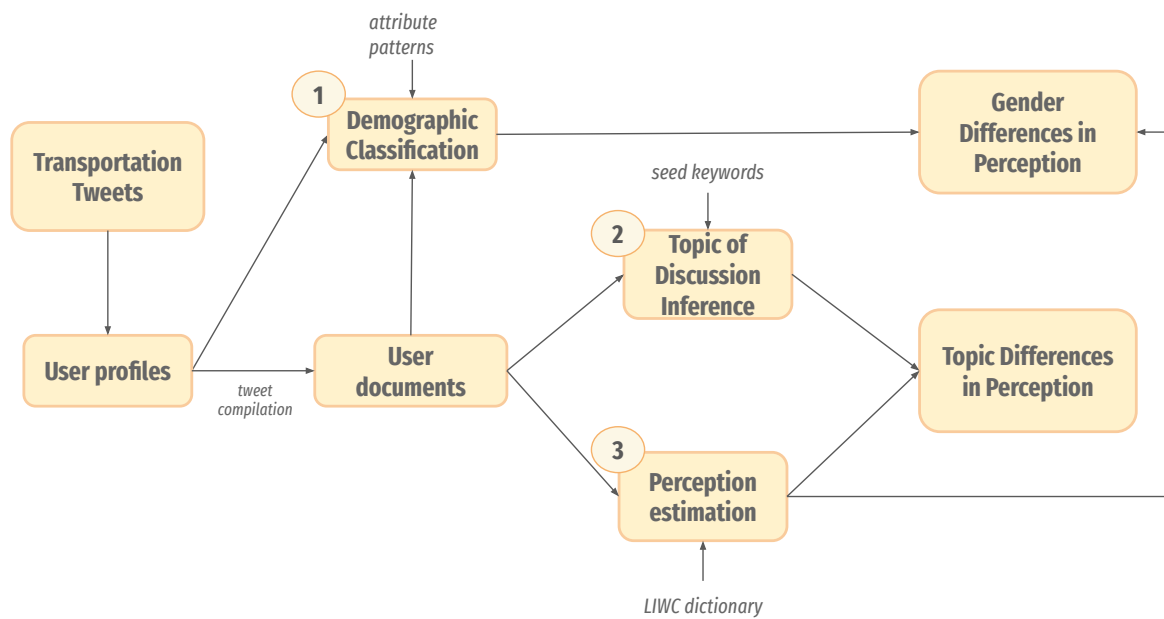 attribute
patterns
1
Demographic
Classification
Gender
Differences in
Perception
Transportation
Tweets
seed keywords
2
Topic of
Discussion
Inference
User profiles
tweet
compilation
User
documents
Topic Differences
in Perception
3
Perception
estimation
LIWC dictionary